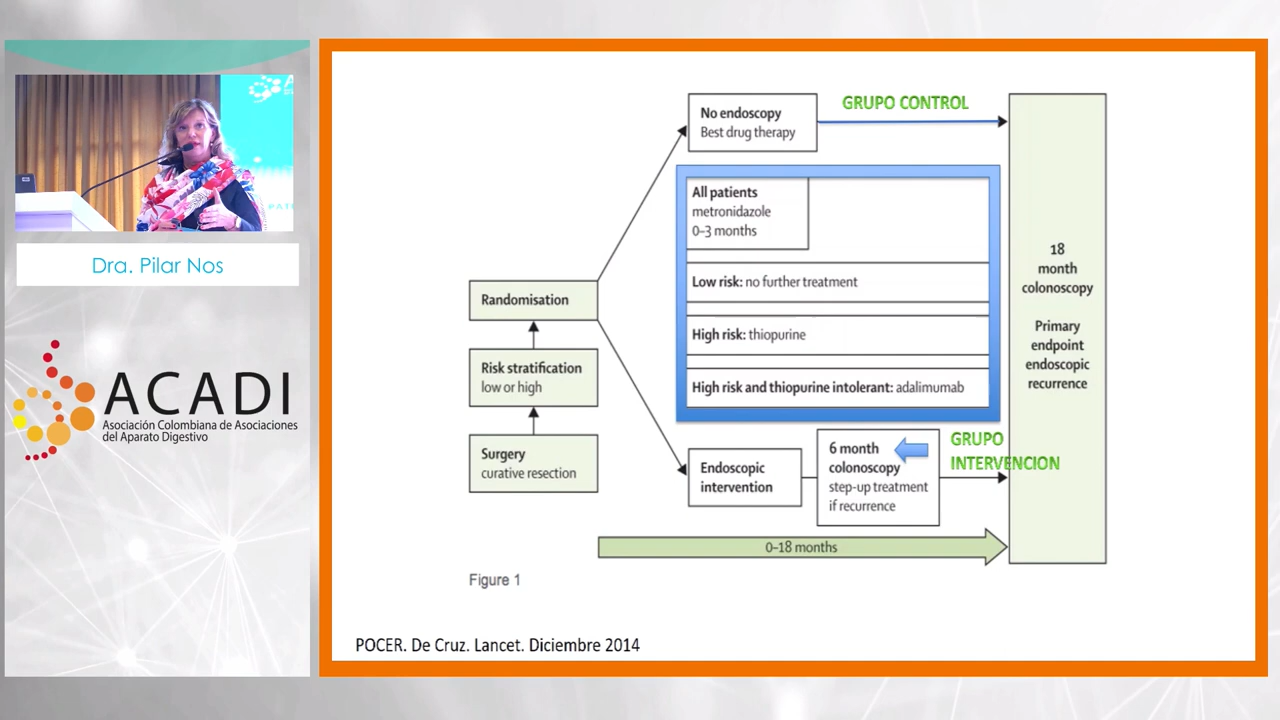 Dra. Pilar Nos
ACADI
Asociación Colombiana de Asociaciones
del Aparato Digestivo
No endoscopy
Best drug therapy
GRUPO CONTROL
All patients
metronidazole
0–3 months
Low risk: no further treatment
High risk: thiopurine
High risk and thiopurine intolerant: adalimumab
Randomisation
Risk stratification
low or high
Surgery
curative resection
Endoscopic
intervention
6 month
colonoscopy
step-up treatment
if recurrence
GRUPO
INTERVENCION
18
month
colonoscopy
Primary
endpoint
endoscopic
recurrence
0–18 months
Figure 1
POCER. De Cruz. Lancet. Diciembre 2014